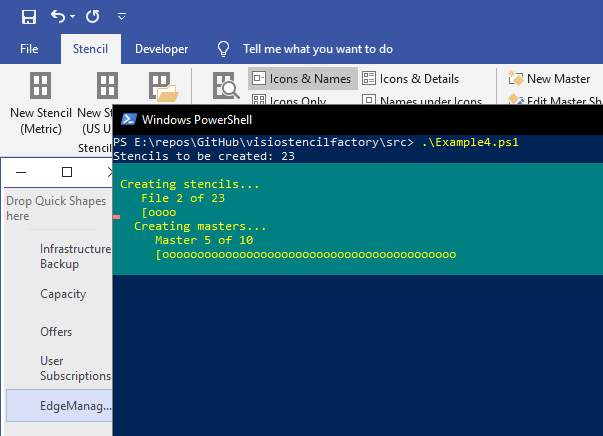 File Stencil Developer Tell me what you want to do
New Stencil
(Metric)
Icons & Names
Icons & Details
New Master
Icons Only
Names under Icons
Edit Master Sh
Stencil
Windows PowerShell
PS E:\repos\GitHub\visiostencilfactory\src> .\Example4.ps1
Stencils to be created: 23
Creating stencils...
File 2 of 23
[oooo
Creating masters...
Master 5 of 10
[oooooooooooooooooooooooooooooooooooooooooo
Drop Quick Shapes
here
Infrastructure
Backup
Capacity
Offers
User
Subscriptions
EdgeManag...